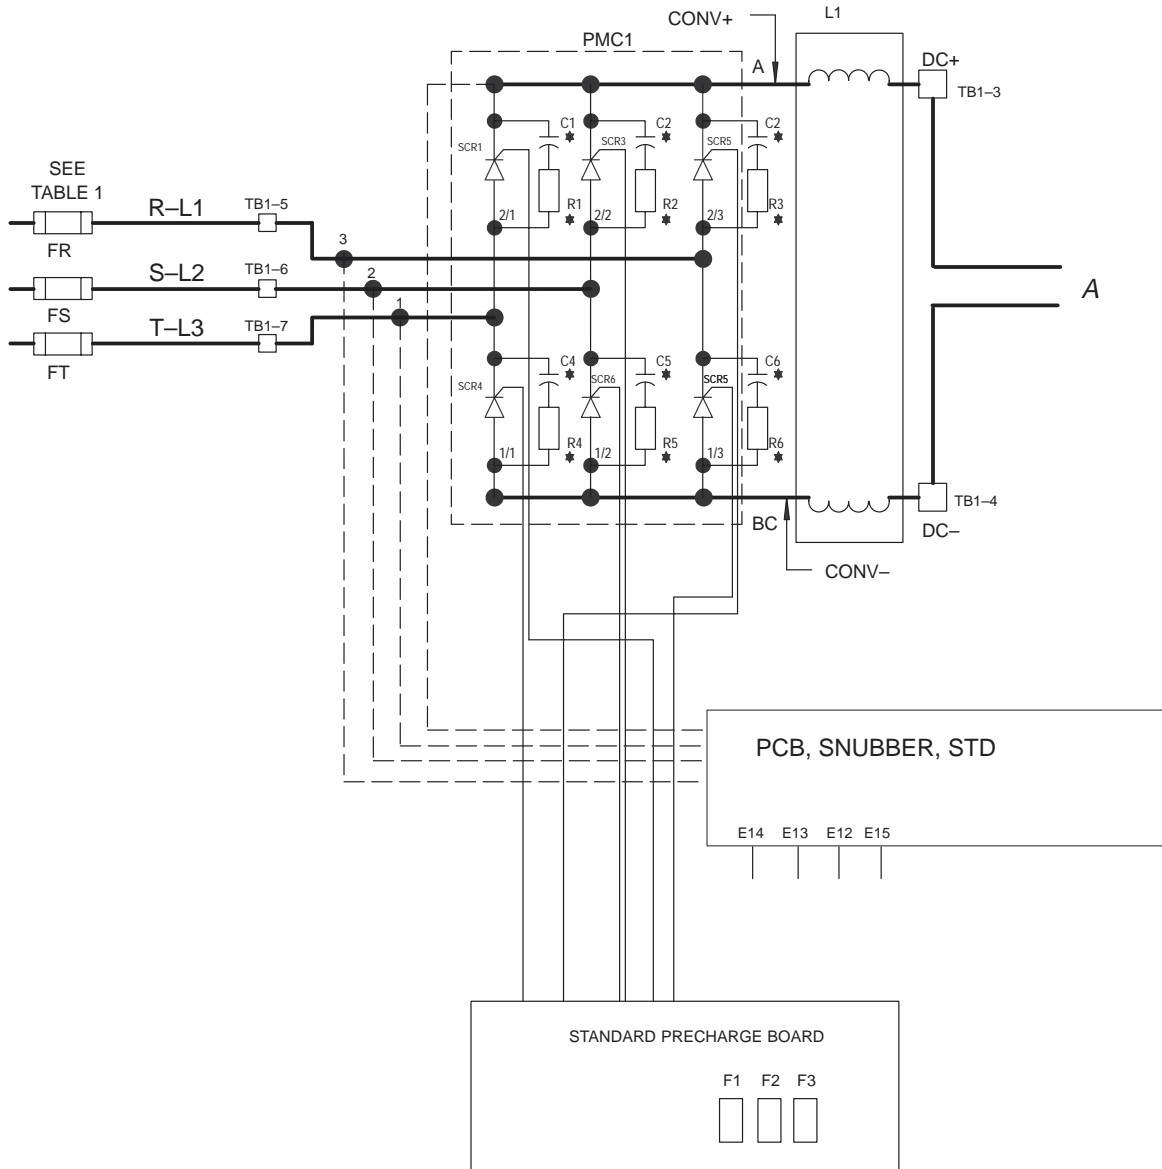 CONV+
L1
PMC1
A
DC+
TB1–3
C1
C2
C2
SCR1
SCR3
SCR5
SEE
TABLE 1
R–L1
TB1–5
R1
R2
R3
2/1
2/2
2/3
FR
3
S–L2
TB1–6
2
A
FS
1
T–L3
TB1–7
FT
C4
C5
C6
SCR4
SCR6
SCR5
R4
R5
R6
1/1
1/2
1/3
TB1–4
BC
DC–
CONV–
PCB, SNUBBER, STD
E14 E13 E12 E15
STANDARD PRECHARGE BOARD
F1 F2 F3